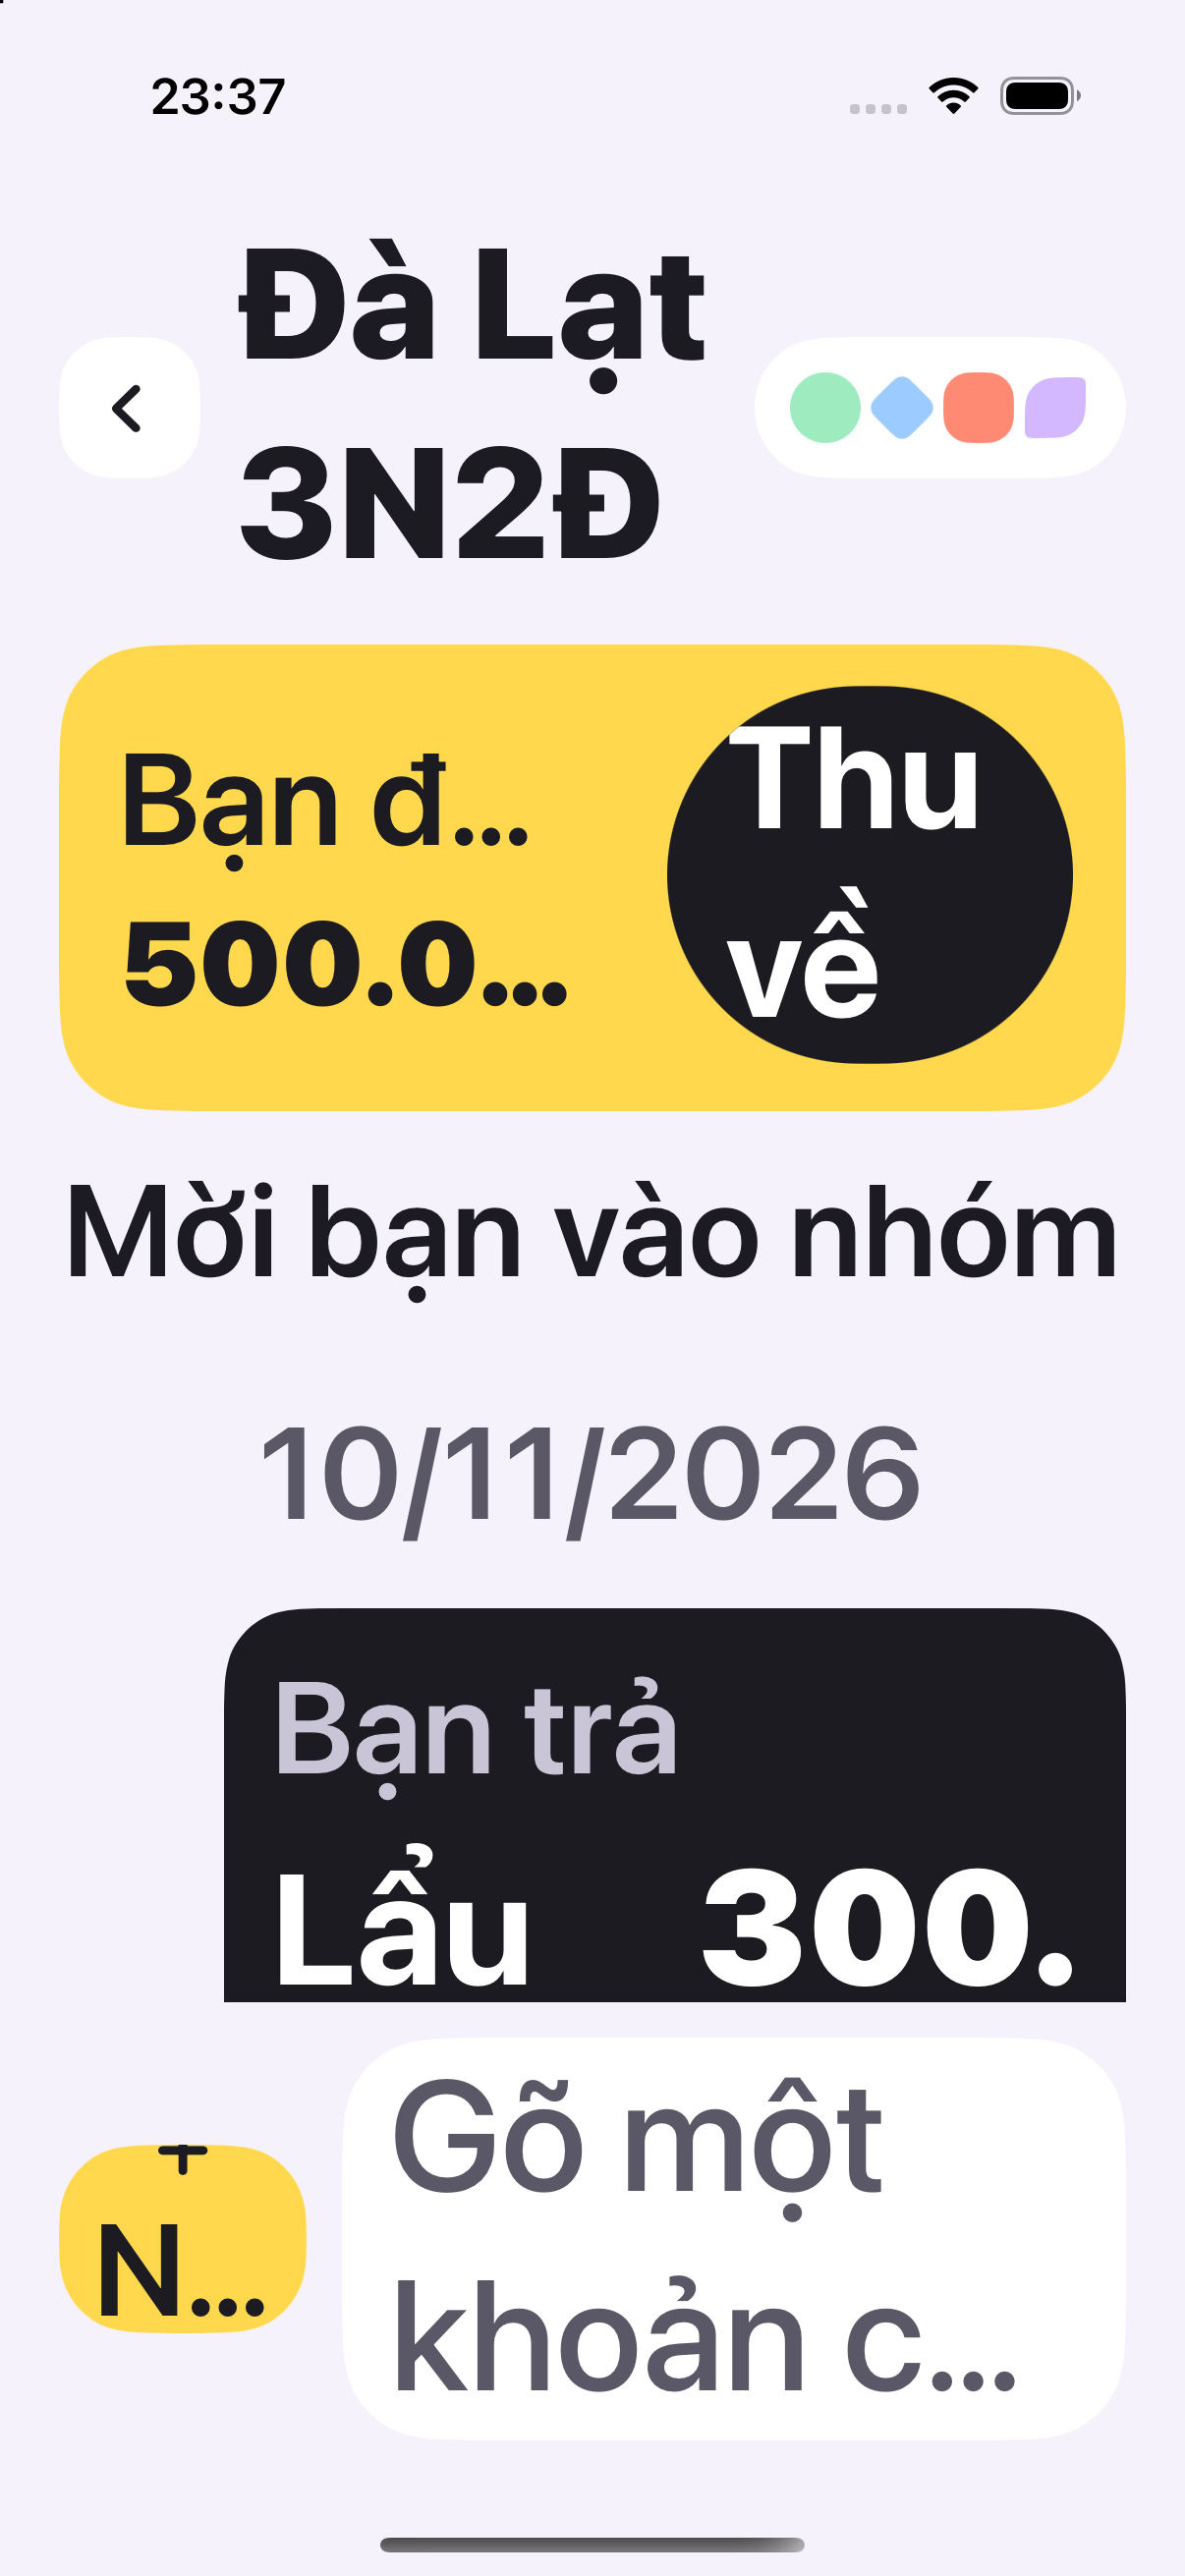 23:37
Đà Lạt
3N2Đ
Bạn đ...
500.0...
Thu
về
Mời bạn vào nhóm
10/11/2026
Bạn trả
Lẩu 300.
N...
Gõ một
khoản c...